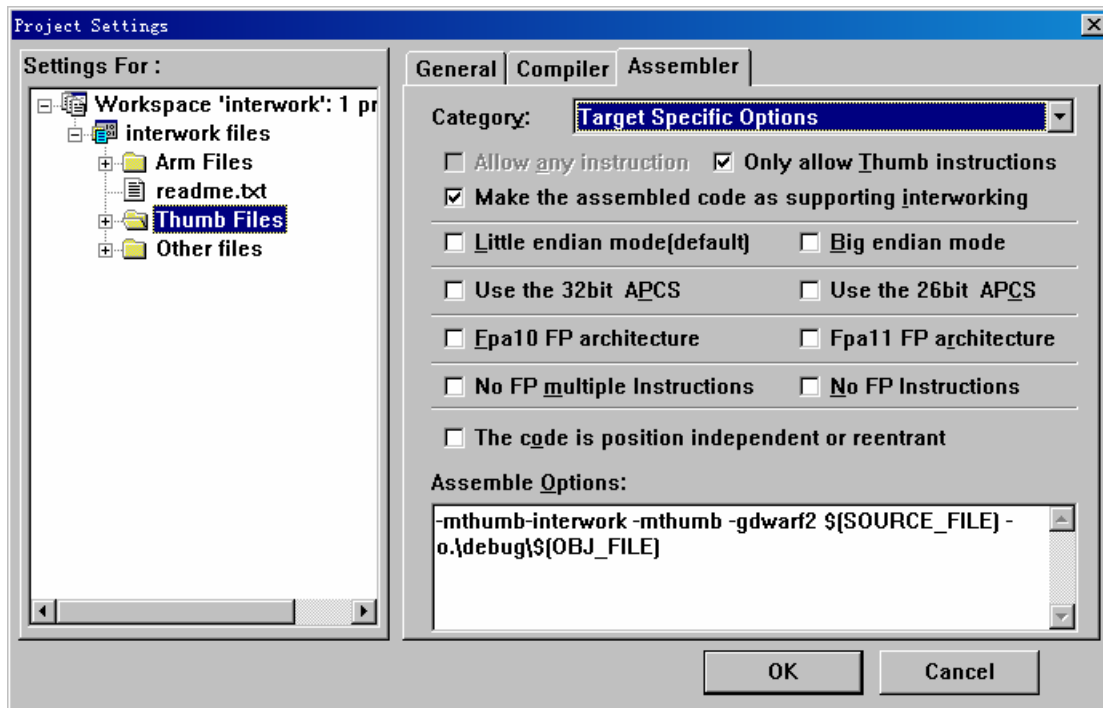 Project Settings
Settings For :
Workspace 'interwork': 1 pr
interwork files
Arm Files
readme.txt
Thumb Files
Other files
General
Compiler
Assembler
Category:
Target Specific Options
Allow any instruction
Only allow Thumb instructions
Make the assembled code as supporting interworking
Little endian mode(default)
Big endian mode
Use the 32bit APCS
Use the 26bit APCS
Fpa10 FP architecture
Fpa11 FP architecture
No FP multiple Instructions
No FP Instructions
The code is position independent or reentrant
Assemble Options:
-mthumb-interwork -mthumb -gdwarf2 $(SOURCE_FILE) -
o.\debug\$(OBJ_FILE)
OK
Cancel